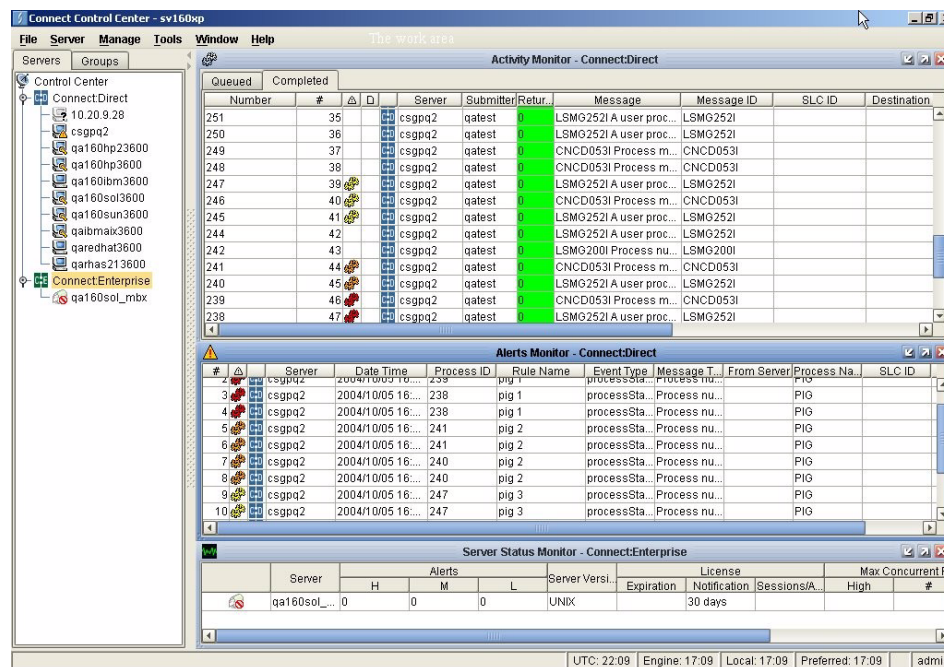 Connect Control Center - sv160xp
File Server Manage Tools Window Help
The work area
Servers Groups
Control Center
Connect:Direct
10.20.9.28
csgpq2
qa160hp23600
qa160hp3600
qa160ibm3600
qa160sol3600
qa160sun3600
qaibmaix3600
qaredhat3600
qarhas213600
Connect:Enterprise
qa160sol_mbx
Activity Monitor - Connect:Direct
Queued Completed
Number # D Server Submitter Retur... Message Message ID SLC ID Destination
251 35 C:D csgpq2 qatest 0 LSMG252I A user proc... LSMG252I
250 36 C:D csgpq2 qatest 0 LSMG252I A user proc... LSMG252I
249 37 C:D csgpq2 qatest 0 CNCD053I Process m... CNCD053I
248 38 C:D csgpq2 qatest 0 CNCD053I Process m... CNCD053I
247 39 C:D csgpq2 qatest 0 LSMG252I A user proc... LSMG252I
246 40 C:D csgpq2 qatest 0 CNCD053I Process m... CNCD053I
245 41 C:D csgpq2 qatest 0 LSMG252I A user proc... LSMG252I
244 42 C:D csgpq2 qatest 0 LSMG252I A user proc... LSMG252I
242 43 C:D csgpq2 qatest 0 LSMG200I Process nu... LSMG200I
241 44 C:D csgpq2 qatest 0 CNCD053I Process m... CNCD053I
240 45 C:D csgpq2 qatest 0 LSMG252I A user proc... LSMG252I
239 46 C:D csgpq2 qatest 0 CNCD053I Process m... CNCD053I
238 47 C:D csgpq2 qatest 0 LSMG252I A user proc... LSMG252I
Alerts Monitor - Connect:Direct
# Server Date Time Process ID Rule Name Event Type Message T... From Server Process Na... SLC ID
2 C:D csgpq2 2004/10/05 16:... 239 pig 1 processSta... Process nu... PIG
3 C:D csgpq2 2004/10/05 16:... 238 pig 1 processSta... Process nu... PIG
4 C:D csgpq2 2004/10/05 16:... 238 pig 1 processSta... Process nu... PIG
5 C:D csgpq2 2004/10/05 16:... 241 pig 2 processSta... Process nu... PIG
6 C:D csgpq2 2004/10/05 16:... 241 pig 2 processSta... Process nu... PIG
7 C:D csgpq2 2004/10/05 16:... 240 pig 2 processSta... Process nu... PIG
8 C:D csgpq2 2004/10/05 16:... 240 pig 2 processSta... Process nu... PIG
9 C:D csgpq2 2004/10/05 16:... 247 pig 3 processSta... Process nu... PIG
10 C:D csgpq2 2004/10/05 16:... 247 pig 3 processSta... Process nu... PIG
Server Status Monitor - Connect:Enterprise
Server Alerts Server Versi... License Max Concurrent
H M L Expiration Notification Sessions/A... High #
qa160sol_... 0 0 0 UNIX 30 days
UTC: 22:09 Engine: 17:09 Local: 17:09 Preferred: 17:09 admi